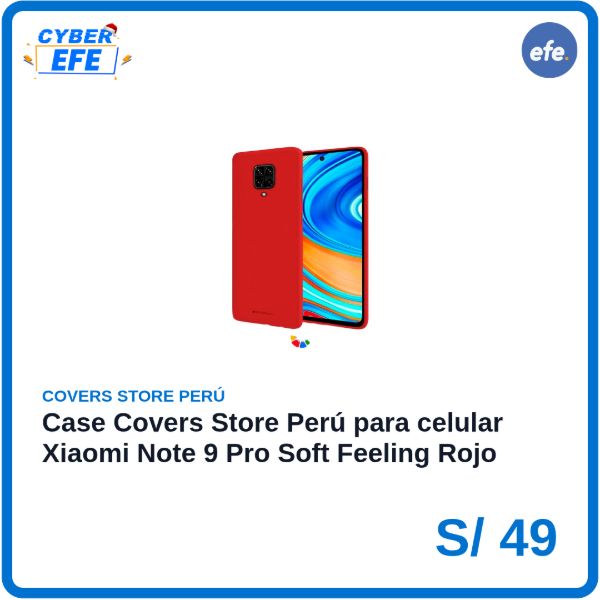 CYBER
EFE
efe.
COVERS STORE PERÚ
Case Covers Store Perú para celular
Xiaomi Note 9 Pro Soft Feeling Rojo
S/ 49